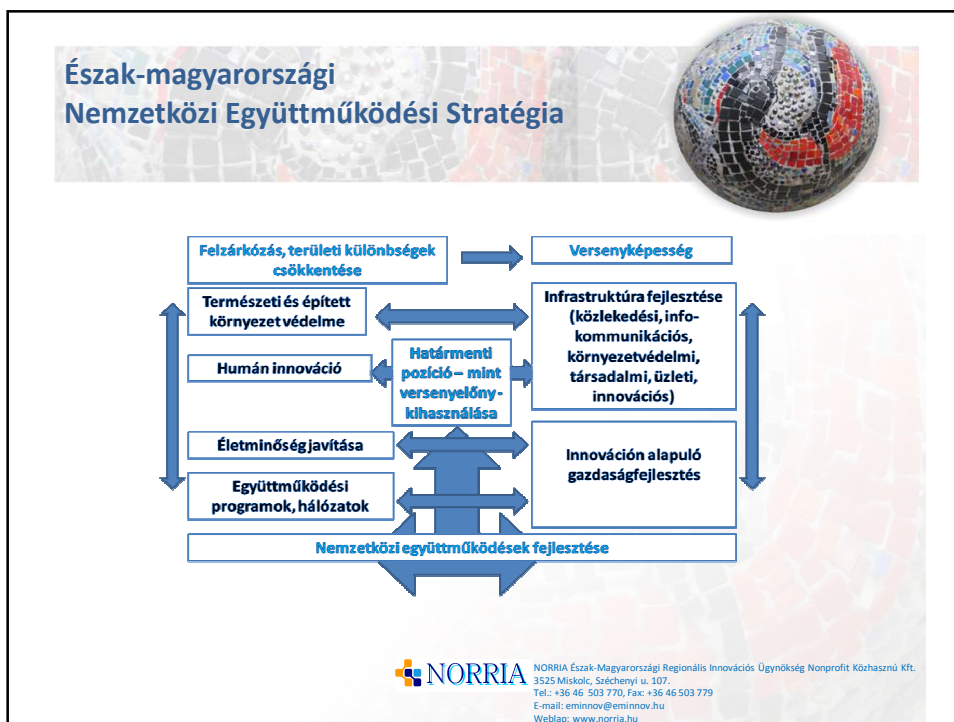 Észak-magyarországi
Nemzetközi Együttműködési Stratégia
Felzárkózás, területi különbségek
csökkentése
Versenyképesség
Természeti és épített
környezet védelme
Infrastruktúra fejlesztése
(közlekedési, info-
kommunikációs,
környezetvédelmi,
társadalmi, üzleti,
innovációs)
Humán innováció
Határmenti
pozíció – mint
versenyelőny -
kihasználása
Életminőség javítása
Innováción alapuló
gazdaságfejlesztés
Együttműködési
programok, hálózatok
Nemzetközi együttműködések fejlesztése
NORRIA
NORRIA Észak-Magyarországi Regionális Innovációs Ügynökség Nonprofit Közhasznú Kft.
3525 Miskolc, Széchenyi u. 107.
Tel.: +36 46 503 770, Fax: +36 46 503 779
E-mail: eminnov@eminnov.hu
Weblap: www.norria.hu